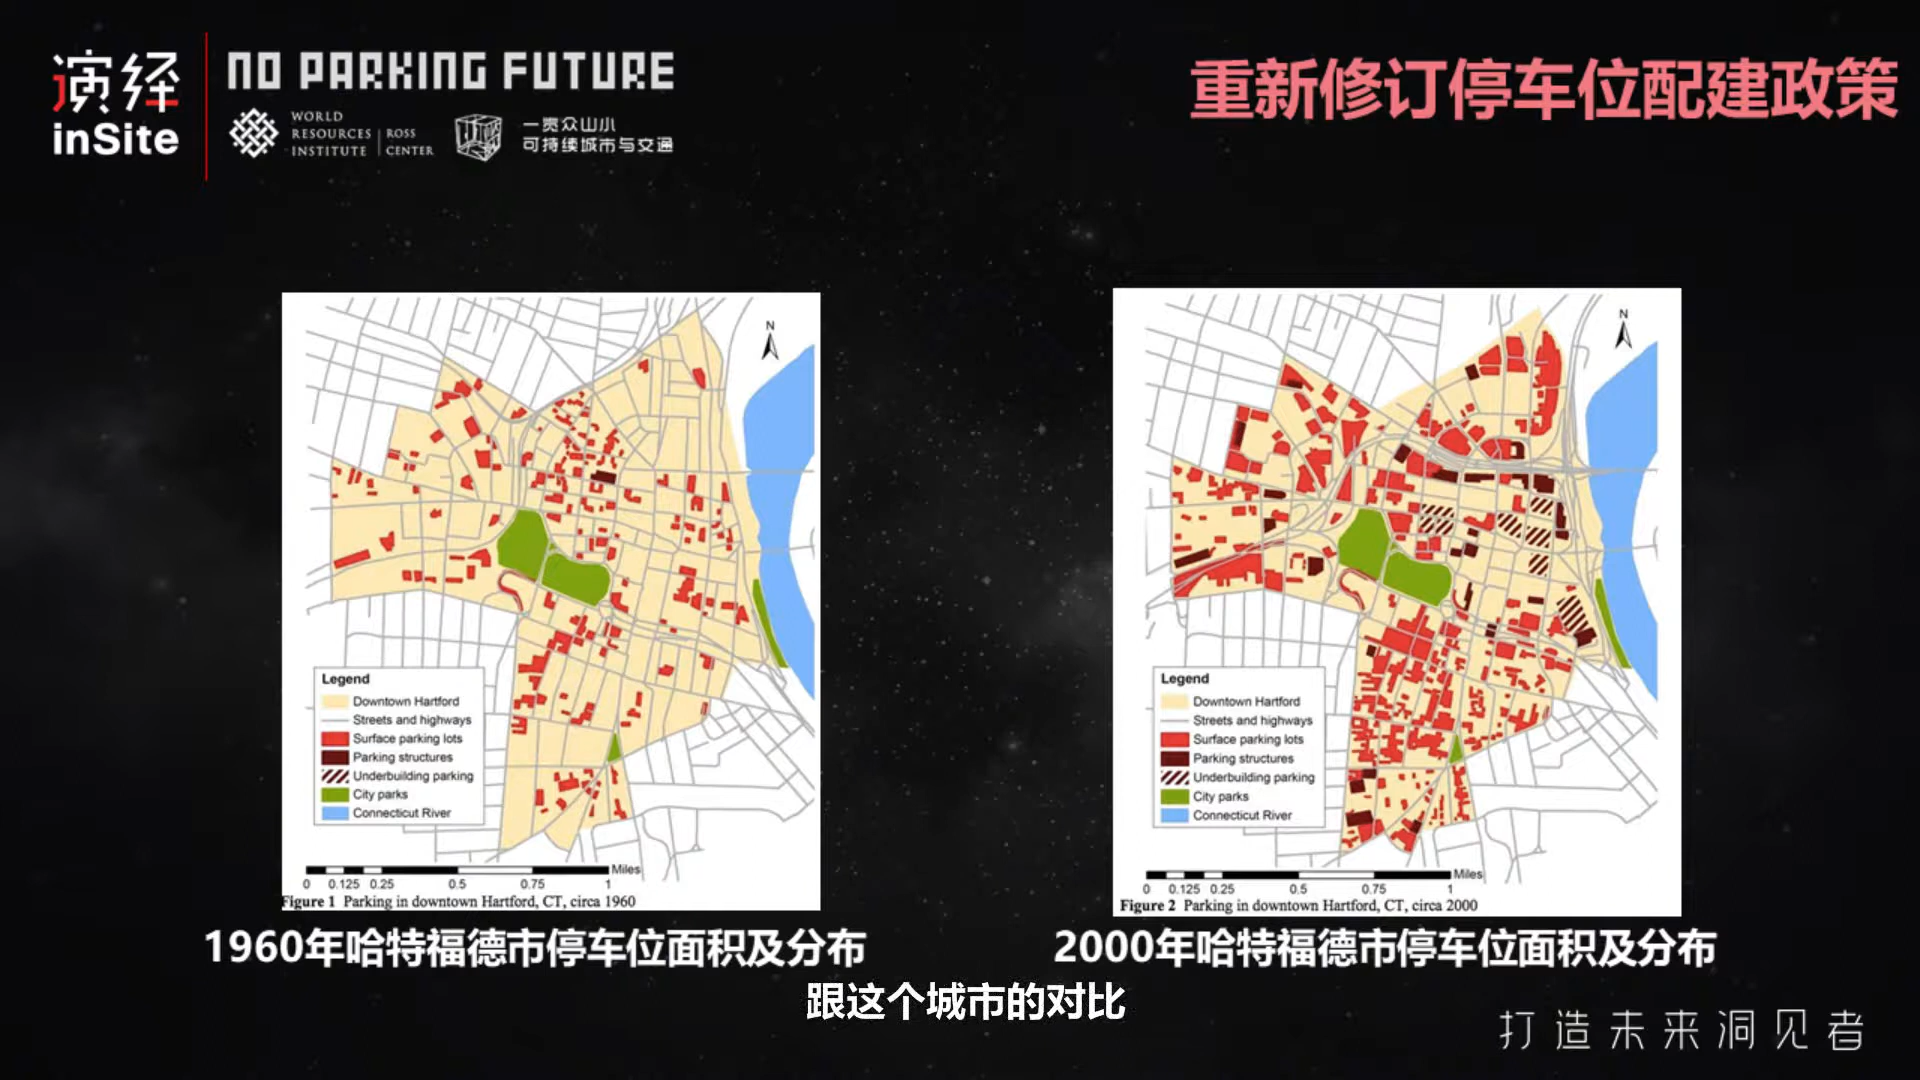 演经
inSite
NO PARKING FUTURE
WORLD
RESOURCES
INSTITUTE
ROSS
CENTER
一览众山小
可持续城市与交通
重新修订停车位配建政策
N
Legend
Downtown Hartford
Streets and highways
Surface parking lots
Parking structures
Underbuilding parking
City parks
Connecticut River
Miles
0 0.125 0.25 0.5 0.75 1
Figure 1 Parking in downtown Hartford, CT, circa 1960
N
Legend
Downtown Hartford
Streets and highways
Surface parking lots
Parking structures
Underbuilding parking
City parks
Connecticut River
Miles
0 0.125 0.25 0.5 0.75 1
Figure 2 Parking in downtown Hartford, CT, circa 2000
1960年哈特福德市停车位面积及分布
2000年哈特福德市停车位面积及分布
跟这个城市的对比
打造未来洞见者